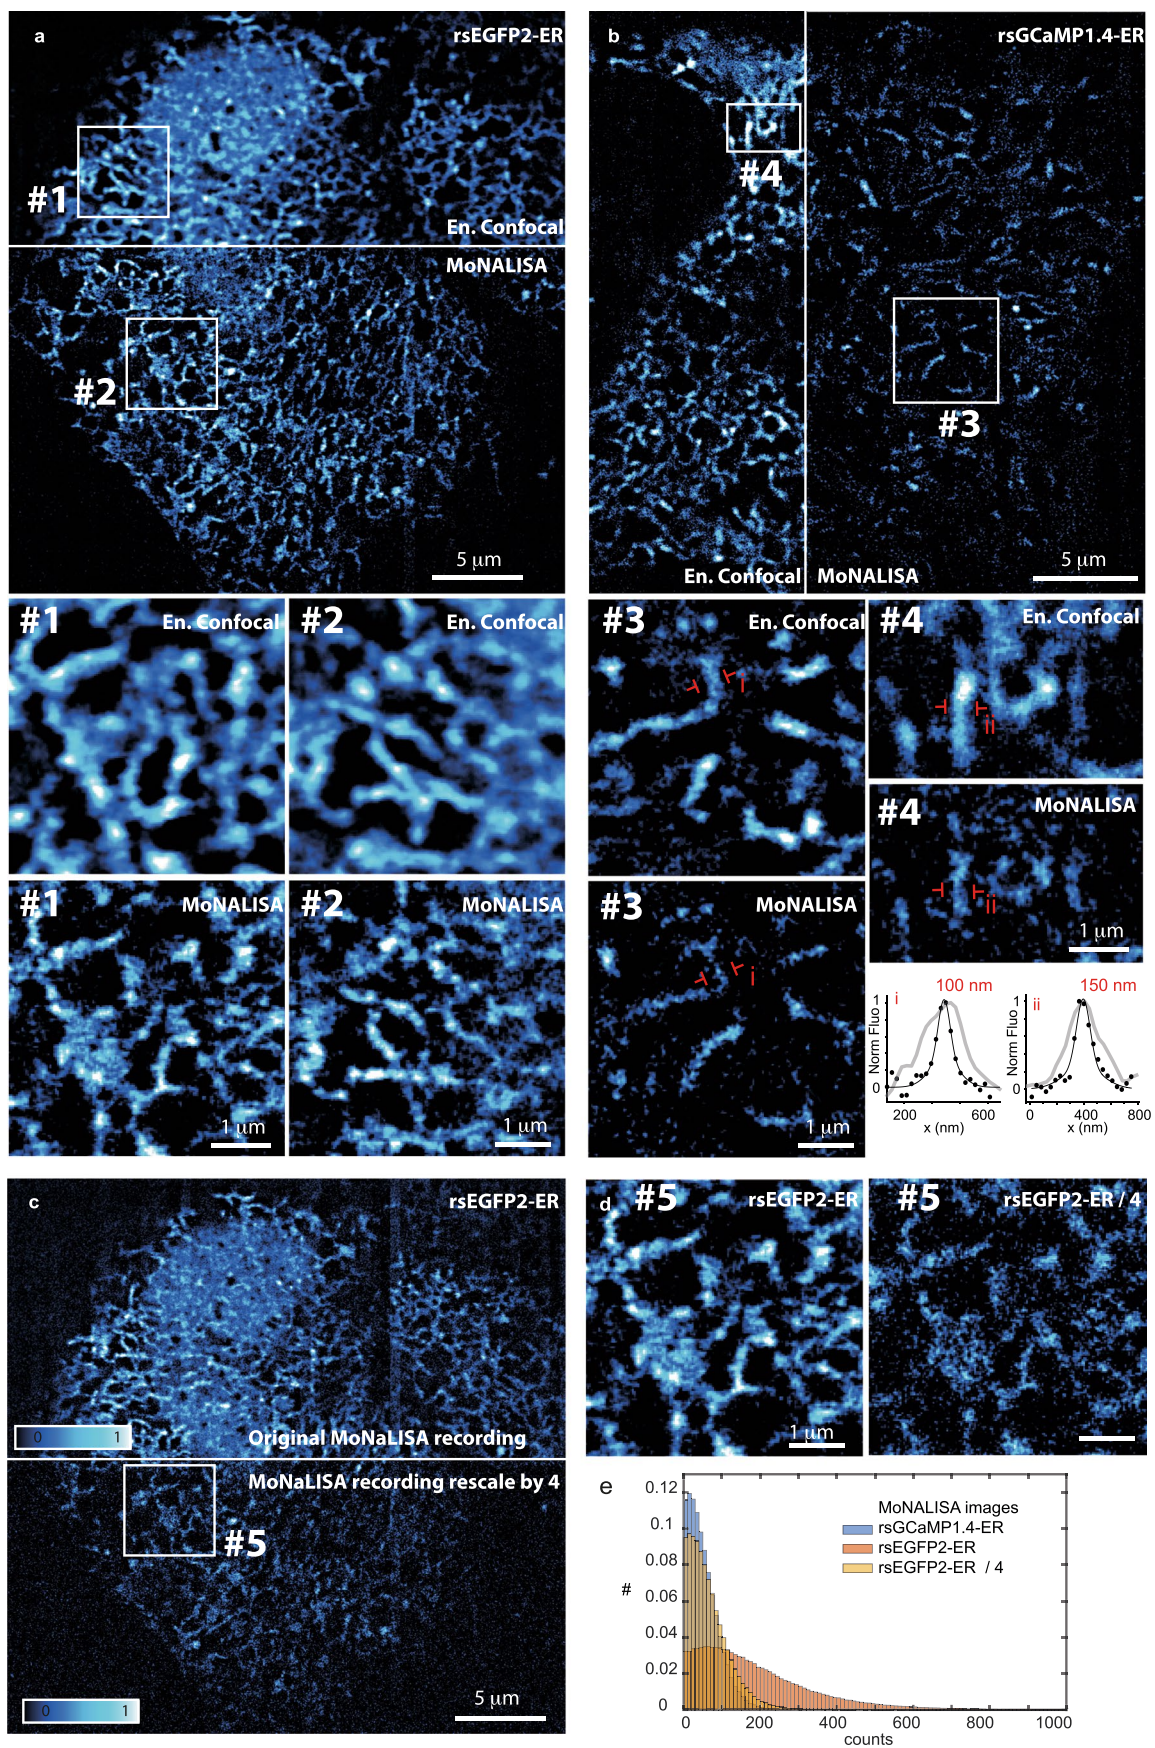 a
rsEGFP2-ER
#1
En. Confocal
MoNALISA
#2
5 μm
b
rsGCaMP1.4-ER
#4
#3
En. Confocal
MoNALISA
5 μm
#1
En. Confocal
#2
En. Confocal
#1
MoNALISA
1 μm
#2
MoNALISA
1 μm
#3
En. Confocal
i
#4
En. Confocal
ii
#4
MoNALISA
ii
1 μm
#3
MoNALISA
i
1 μm
i
100 nm
Norm Fluo
1
0
200
600
x (nm)
ii
150 nm
Norm Fluo
1
0
0
400
800
x (nm)
c
rsEGFP2-ER
0
1
Original MoNaLISA recording
MoNaLISA recording rescale by 4
#5
0
1
5 μm
d
#5
rsEGFP2-ER
1 μm
#5
rsEGFP2-ER / 4
e
0.12
0.1
0.08
0.06
0.04
0.02
0
#
MoNALISA images
rsGCaMP1.4-ER
rsEGFP2-ER
rsEGFP2-ER / 4
0
200
400
600
800
1000
counts